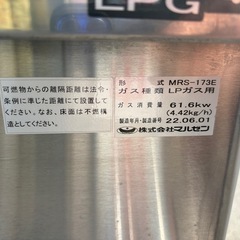 LPG
可燃物からの離隔距離は法令・
条例に準じた距離にて設置して
ください。なお、床面は不燃構
造としてください。
形式 MRS-173E
ガス種類 LPガス用
ガス消費量 61.6kw
(4.42kg/h)
製造年月・製造番号 22.06.01
株式会社マルゼン